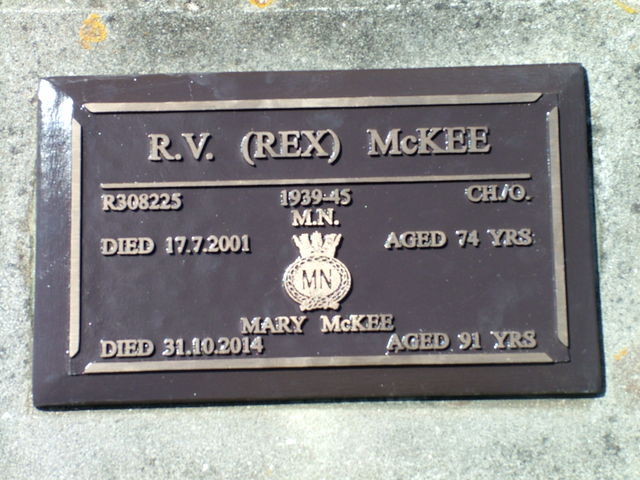 R.V. (REX) McKEE
R308225 1939-45 CH./O.
M.N.
DIED 17.7.2001 AGED 74 YRS
MN
MARY McKEE
DIED 31.10.2014 AGED 91 YRS